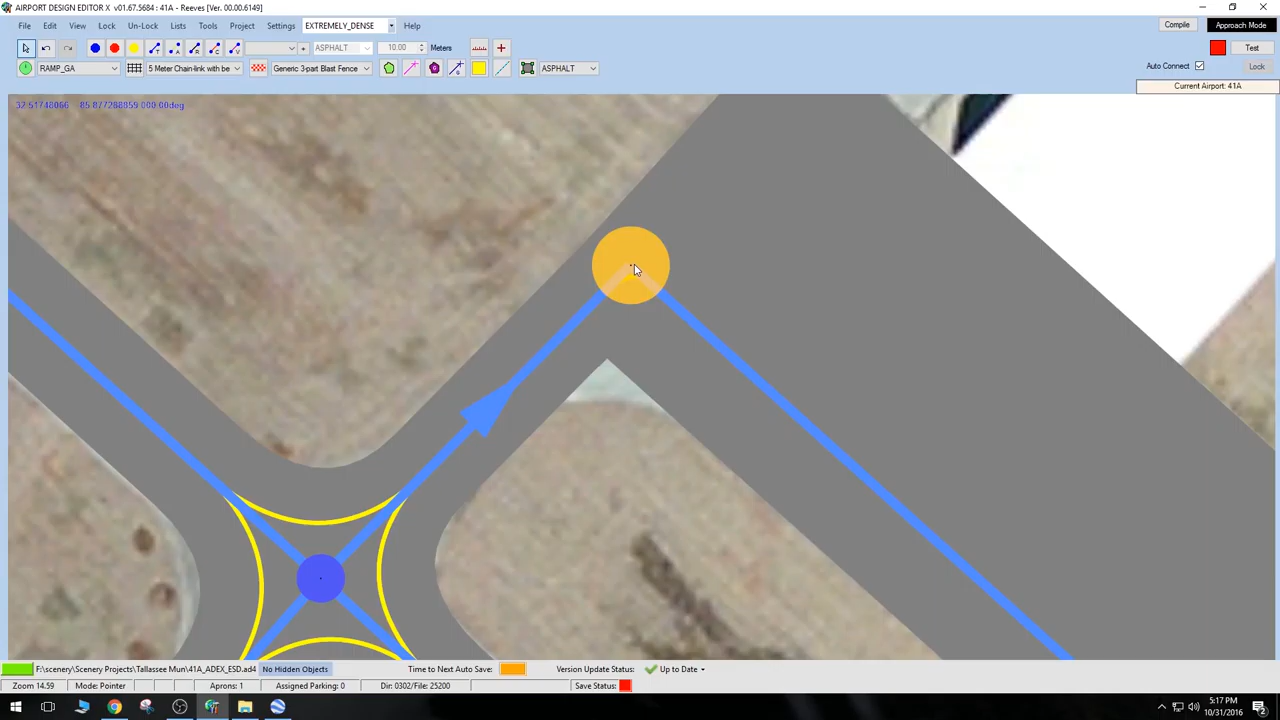 AIRPORT DESIGN EDITOR X v01.67.5684 : 41A - Reeves [Ver. 00.00.6149]
File Edit View Lock Un-Lock Lists Tools Project Settings EXTREMELY_DENSE Help Compile Approach Mode
ASPHALT 10.00 Meters Test
RAMP_GA 5 Meter Chain-link with be Generic 3-part Blast Fence ASPHALT Auto Connect Lock
Current Airport: 41A
F:\scenery\Scenery Projects\Tallassee Mun\41A_ADEX_ESD.ad4 No Hidden Objects Time to Next Auto Save: Version Update Status: Up to Date
Zoom 14.59 Mode: Pointer Aprons: 1 Assigned Parking: 0 Dir: 0302/File: 25200 Save Status:
5:17 PM
10/31/2016
2